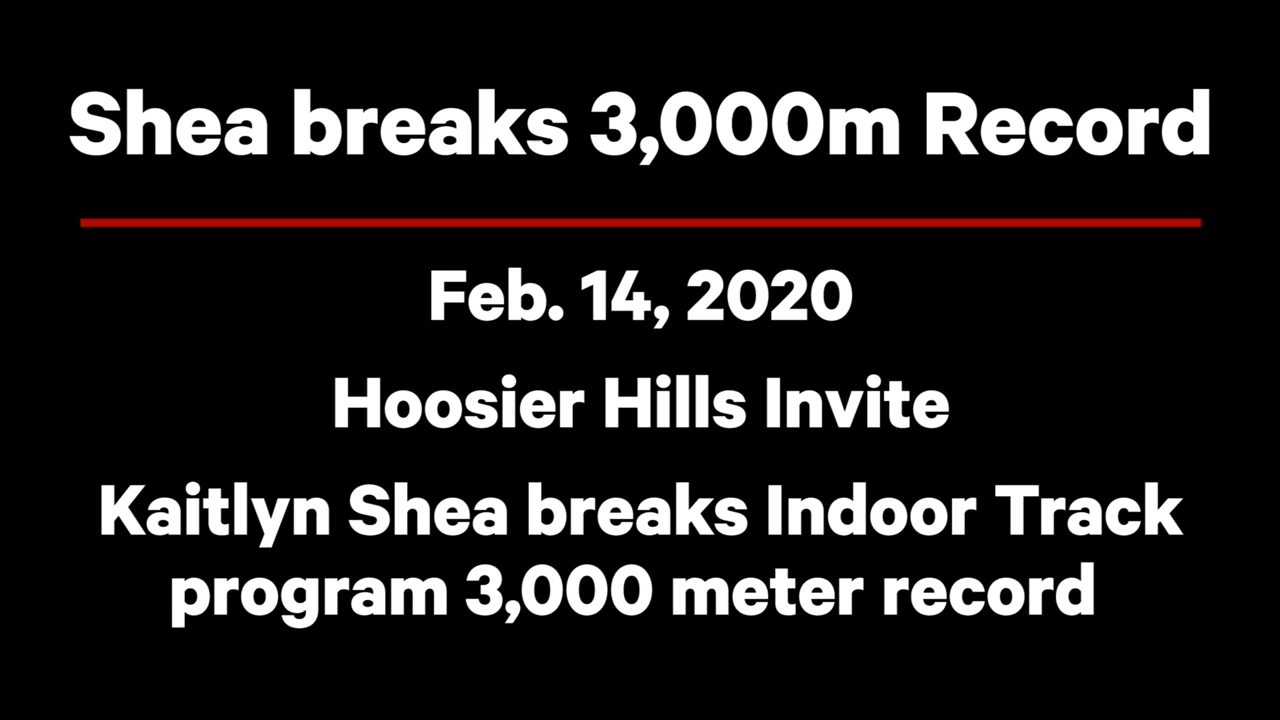 Shea breaks 3,000m Record
Feb. 14, 2020
Hoosier Hills Invite
Kaitlyn Shea breaks Indoor Track
program 3,000 meter record